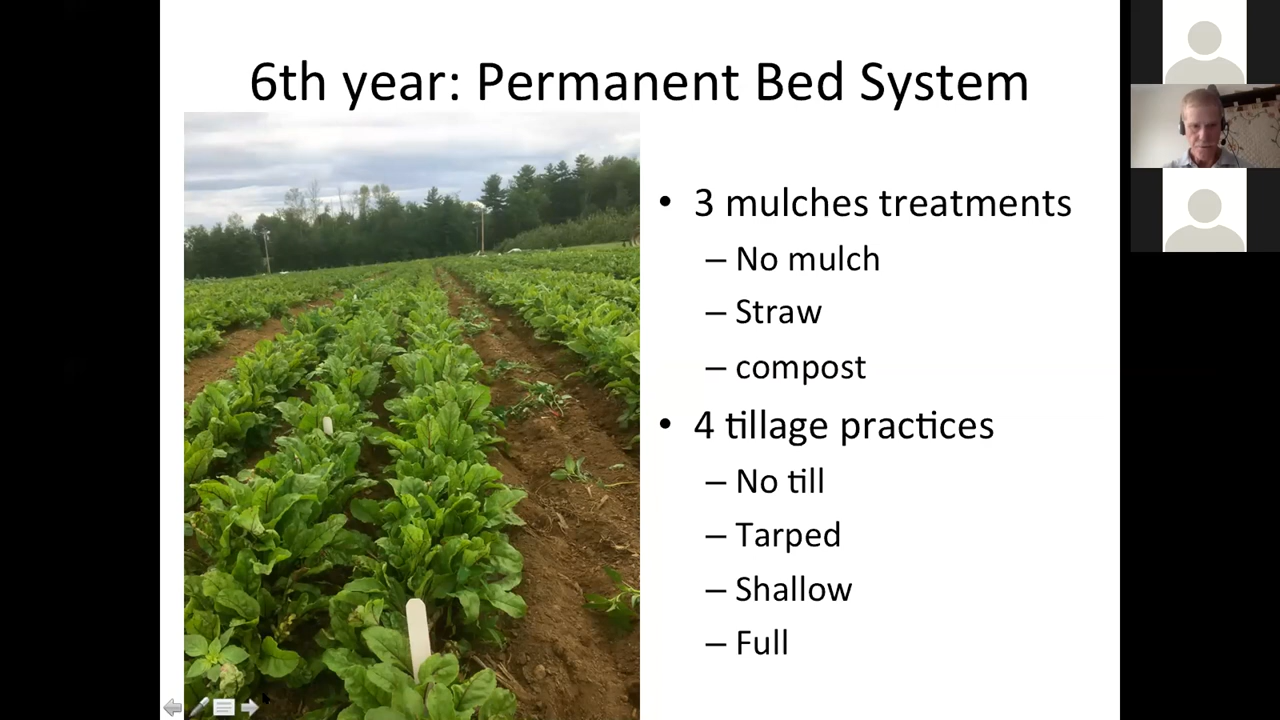 6th year: Permanent Bed System
• 3 mulches treatments
– No mulch
– Straw
– compost
• 4 tillage practices
– No till
– Tarped
– Shallow
– Full